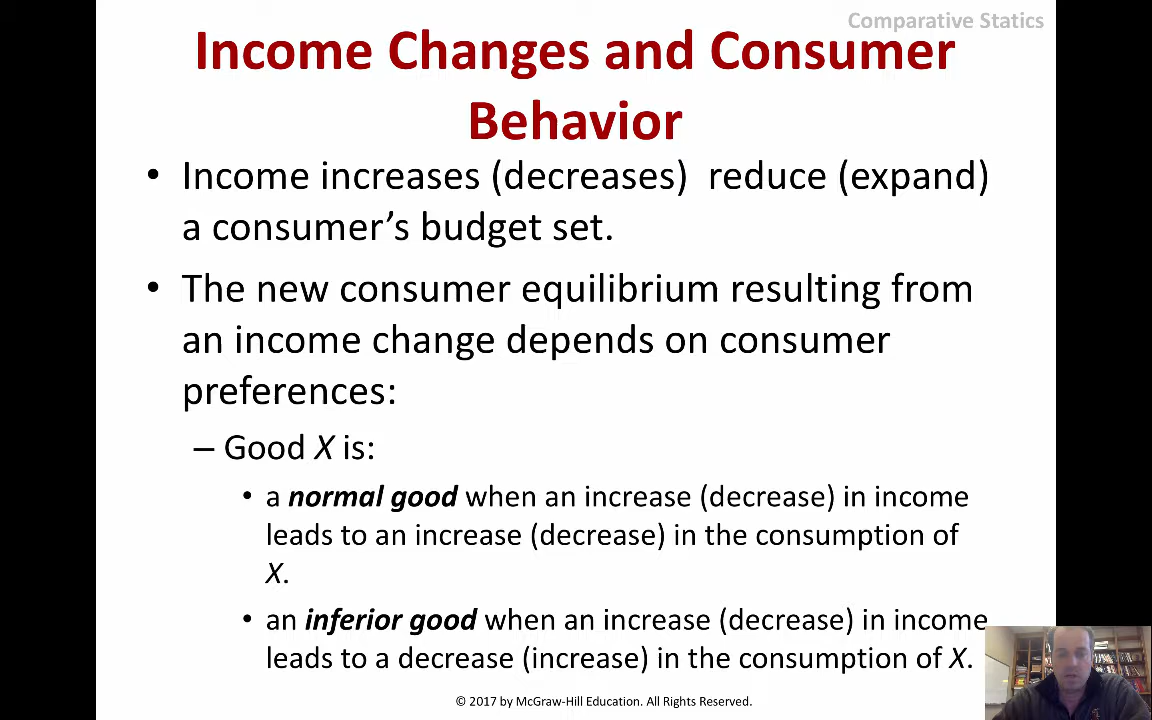 Comparative Statics
Income Changes and Consumer
Behavior
• Income increases (decreases)  reduce (expand)
a consumer’s budget set.
• The new consumer equilibrium resulting from
an income change depends on consumer
preferences:
– Good X is:
• a normal good when an increase (decrease) in income
leads to an increase (decrease) in the consumption of
X.
• an inferior good when an increase (decrease) in income
leads to a decrease (increase) in the consumption of X.
© 2017 by McGraw-Hill Education. All Rights Reserved.